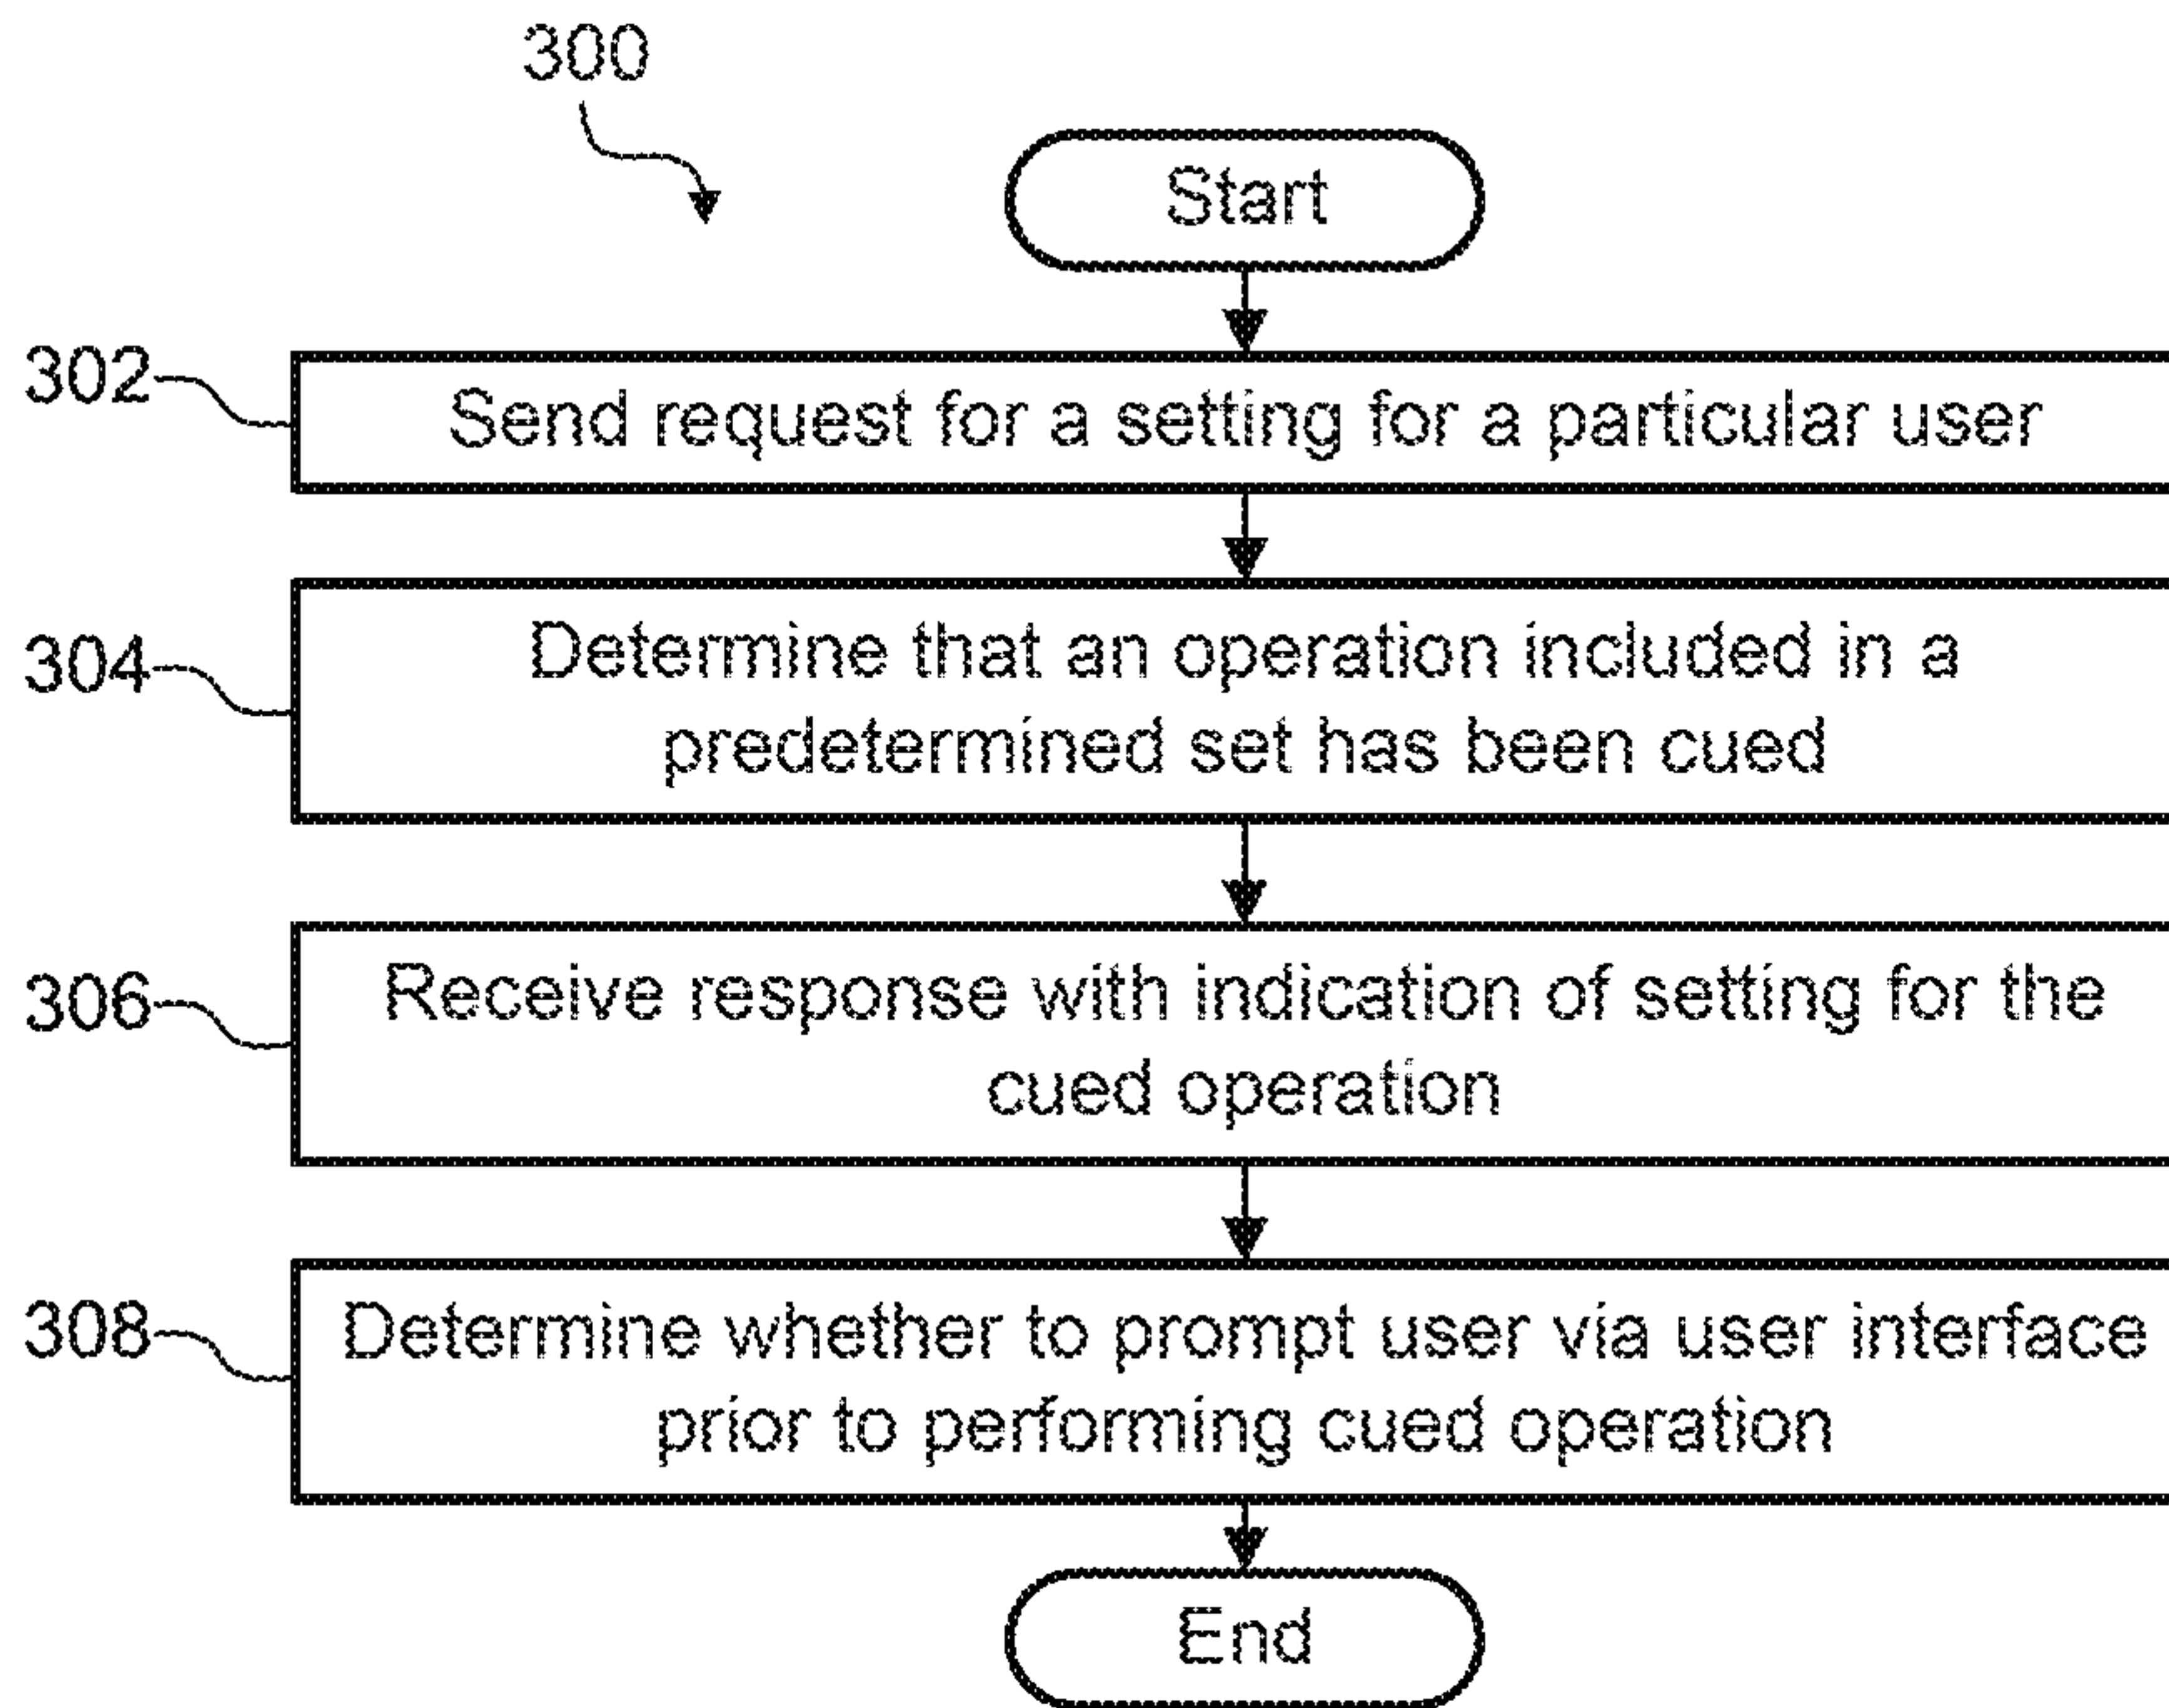 300
Start
302
Send request for a setting for a particular user
304
Determine that an operation included in a
predetermined set has been cued
306
Receive response with indication of setting for the
cued operation
308
Determine whether to prompt user via user interface
prior to performing cued operation
End